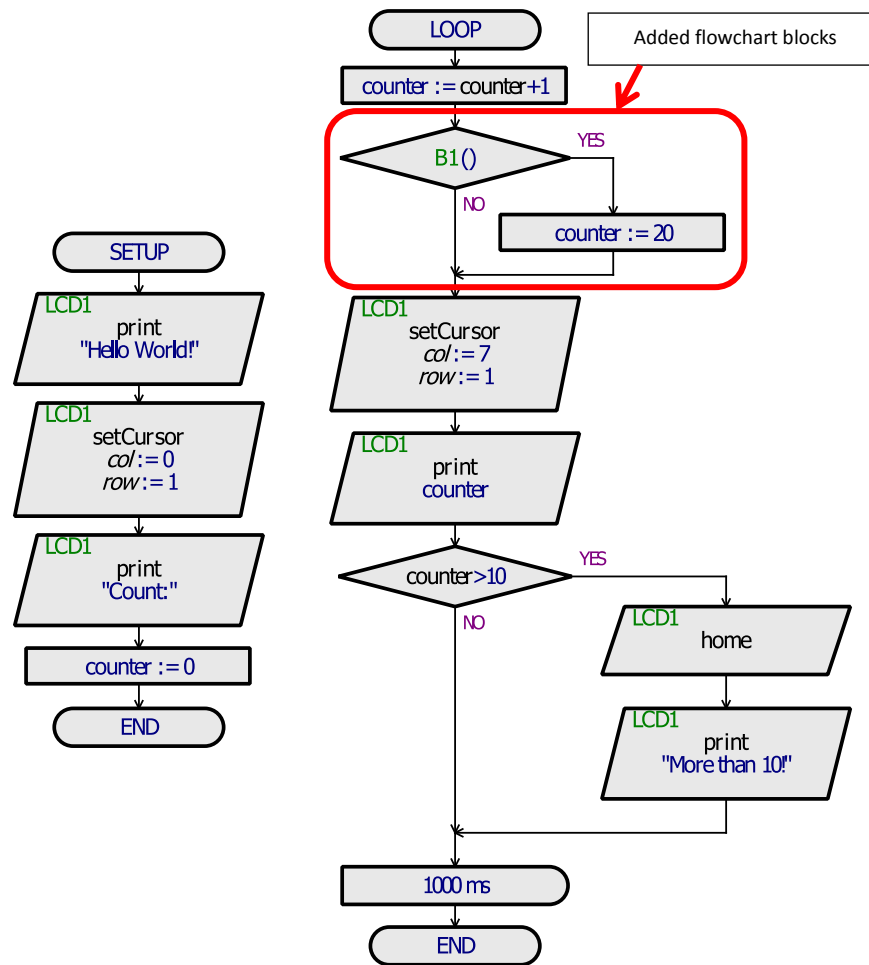 SETUP
LCD1
print
"Hello World!"
LCD1
setCursor
col := 0
row := 1
LCD1
print
"Count:"
counter := 0
END
LOOP
Added flowchart blocks
counter := counter+1
B1()
YES
NO
counter := 20
LCD1
setCursor
col := 7
row := 1
LCD1
print
counter
counter>10
YES
NO
LCD1
home
LCD1
print
"More than 10!"
1000 ms
END